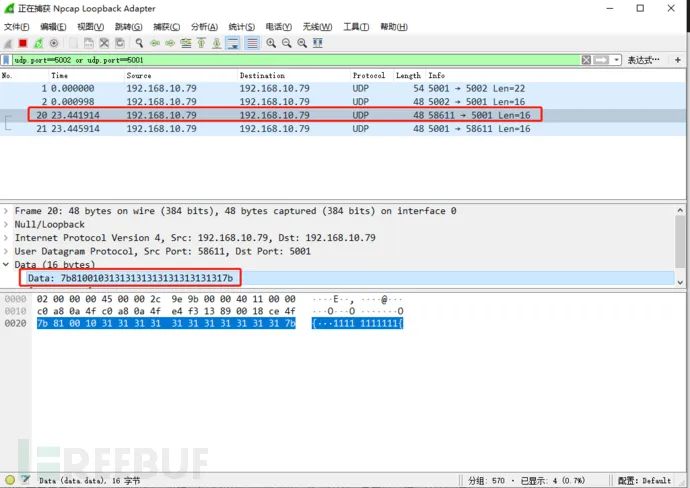 正在捕获 Npcap Loopback Adapter
文件(F) 编辑(E) 视图(V) 跳转(G) 捕获(C) 分析(A) 统计(S) 电话(Y) 无线(W) 工具(T) 帮助(H)
udp.port==5002 or udp.port==5001 表达式… +
No. Time Source Destination Protocol Length Info
1 0.000000 192.168.10.79 192.168.10.79 UDP 54 5001 → 5002 Len=22
2 0.000998 192.168.10.79 192.168.10.79 UDP 48 5002 → 5001 Len=16
20 23.441914 192.168.10.79 192.168.10.79 UDP 48 58611 → 5001 Len=16
21 23.445914 192.168.10.79 192.168.10.79 UDP 48 5001 → 58611 Len=16
Frame 20: 48 bytes on wire (384 bits), 48 bytes captured (384 bits) on interface 0
Null/Loopback
Internet Protocol Version 4, Src: 192.168.10.79, Dst: 192.168.10.79
User Datagram Protocol, Src Port: 58611, Dst Port: 5001
Data (16 bytes)
Data: 7b81001031313131313131313131317b
0000 02 00 00 00 45 00 00 2c 9e 9b 00 00 40 11 00 00 ····E··, ····@···
0010 c0 a8 0a 4f c0 a8 0a 4f e4 f3 13 89 00 18 ce 4f ···O···O ·······O
0020 7b 81 00 10 31 31 31 31 31 31 31 31 31 31 31 7b {···1111 1111111{
REEBUF
Data (data.data), 16 字节 分组: 570 · 已显示: 4 (0.7%) 配置: Default